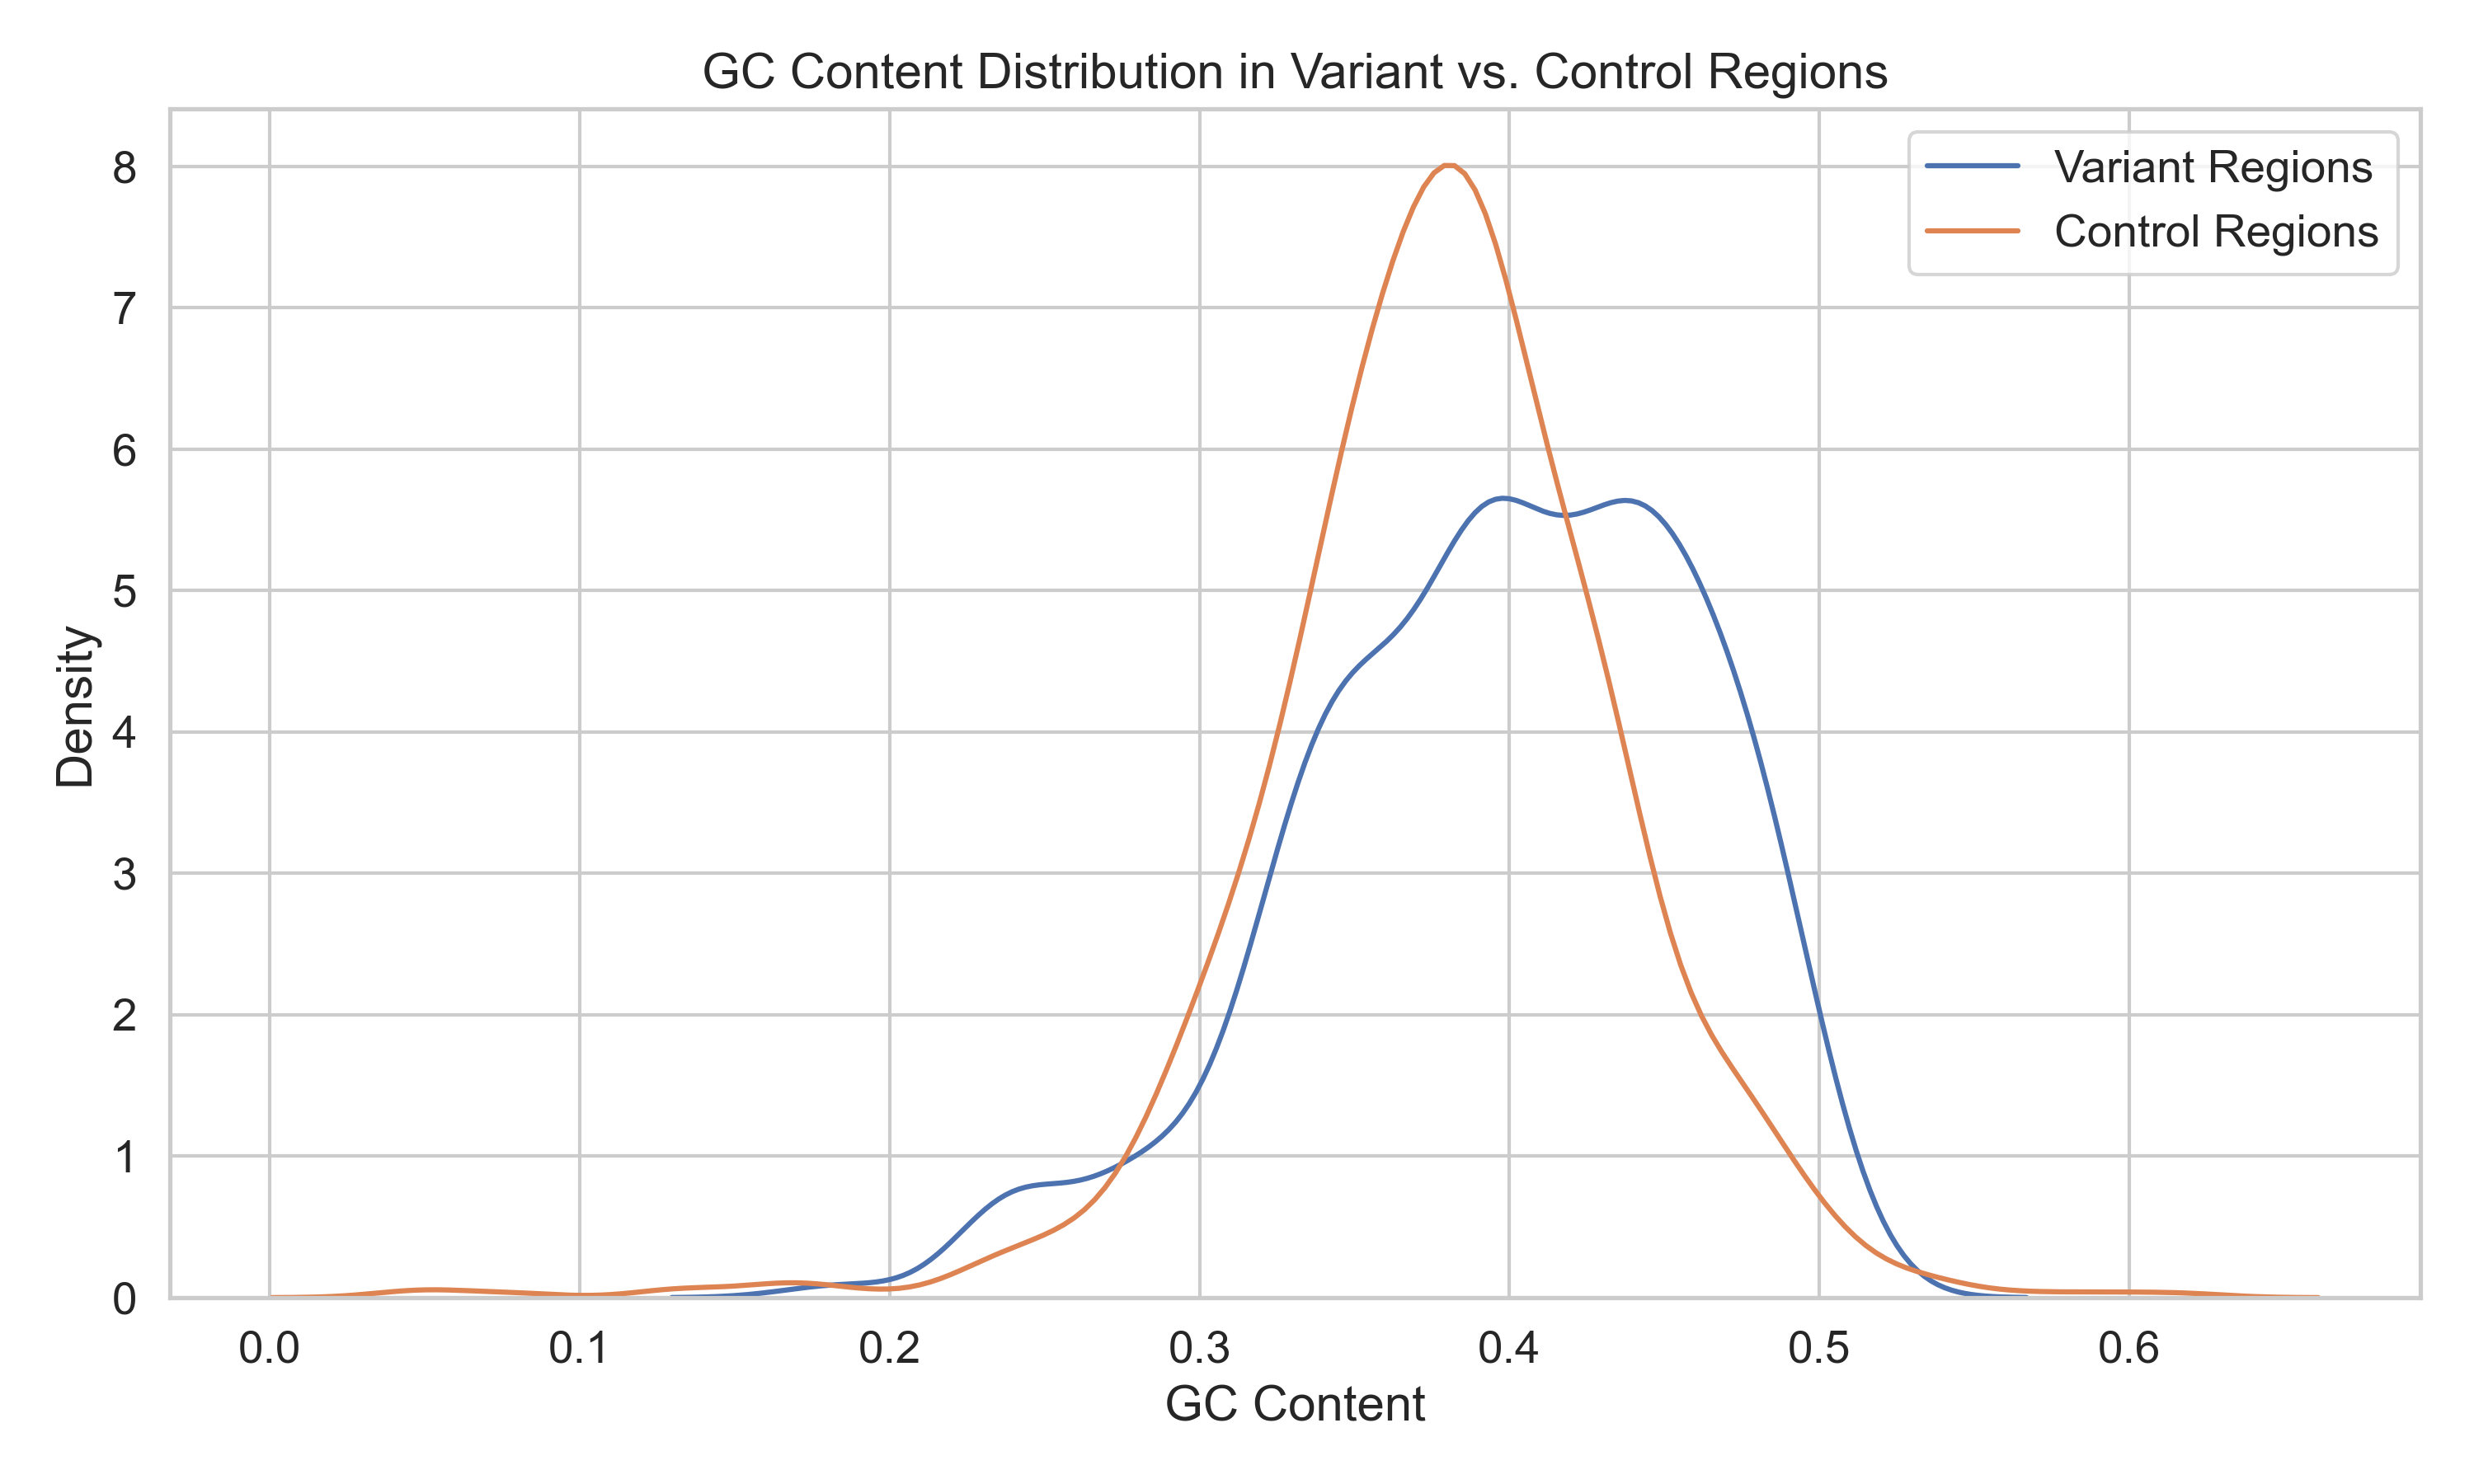 GC Content Distribution in Variant vs. Control Regions
Variant Regions
Control Regions
8
7
6
5
4
3
2
1
0
Density
0.0 0.1 0.2 0.3 0.4 0.5 0.6
GC Content